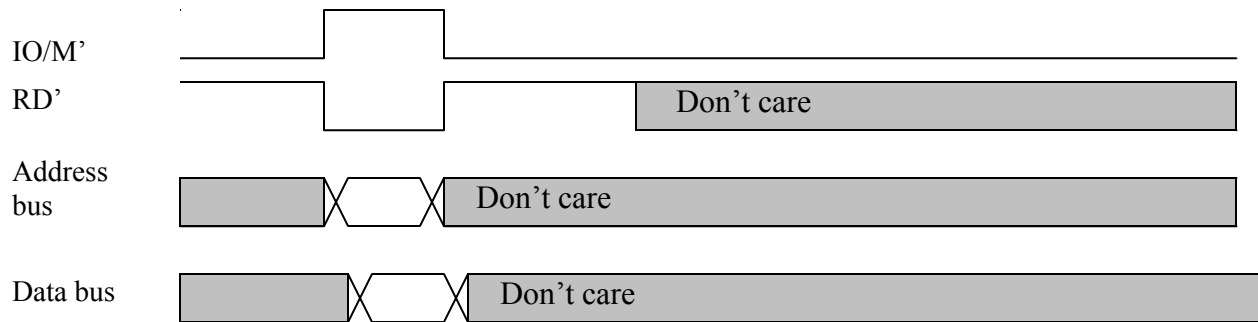 IO/M’
RD’
Don’t care
Address
bus
Don’t care
Data bus
Don’t care